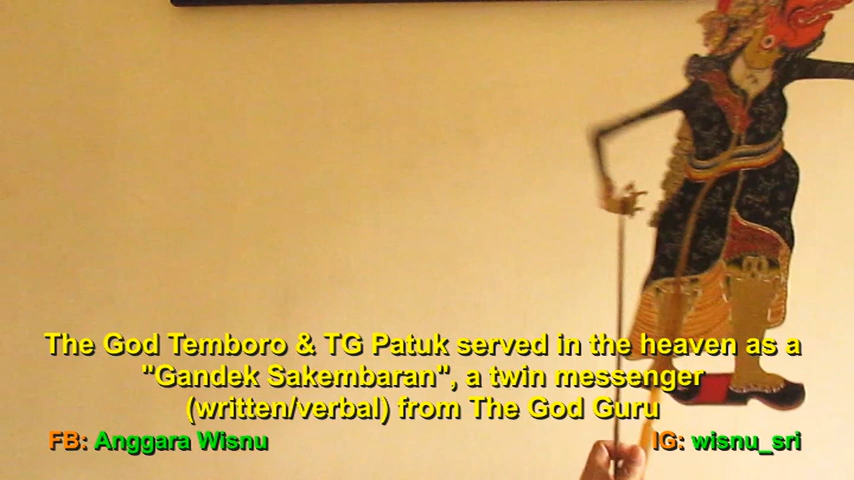 The God Temboro & TG Patuk served in the heaven as a
"Gandek Sakembaran", a twin messenger
(written/verbal) from The God Guru
FB: Anggara Wisnu IG: wisnu_sri